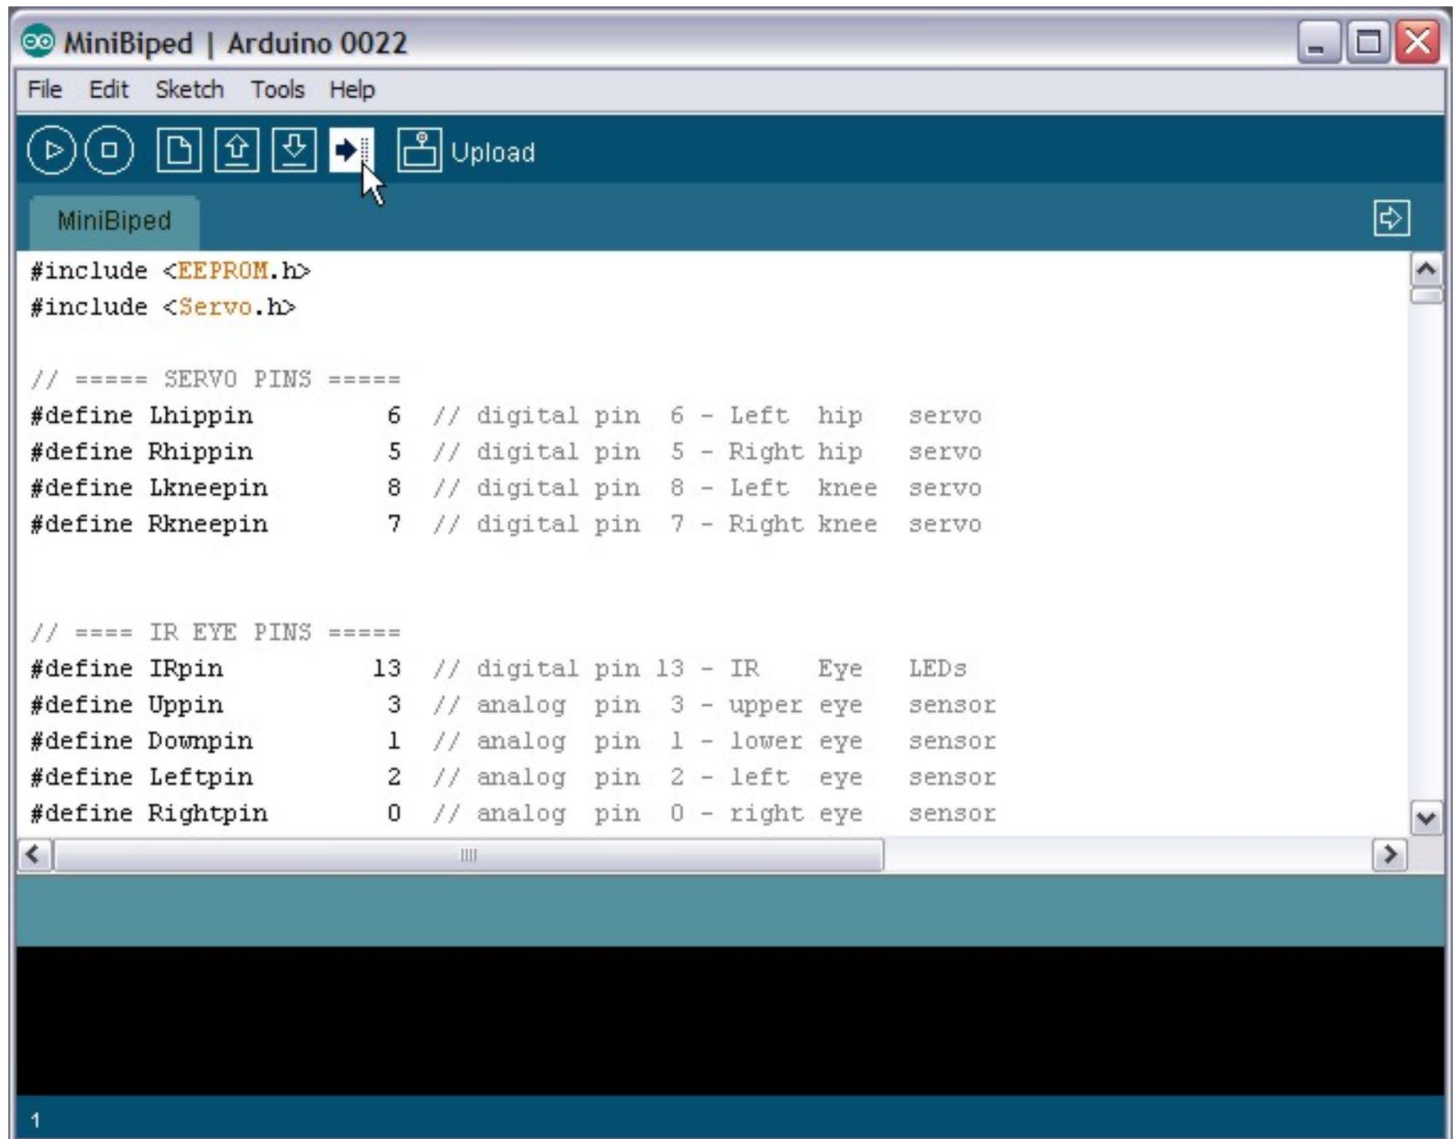 MiniBiped | Arduino 0022
File Edit Sketch Tools Help
Upload
MiniBiped
#include <EEPROM.h>
#include <Servo.h>
// ===== SERVO PINS =====
#define Lhippin 6 // digital pin 6 - Left hip servo
#define Rhippin 5 // digital pin 5 - Right hip servo
#define Lkneepin 8 // digital pin 8 - Left knee servo
#define Rkneepin 7 // digital pin 7 - Right knee servo
// ==== IR EYE PINS =====
#define IRpin 13 // digital pin 13 - IR Eye LEDs
#define Uppin 3 // analog pin 3 - upper eye sensor
#define Downpin 1 // analog pin 1 - lower eye sensor
#define Leftpin 2 // analog pin 2 - left eye sensor
#define Rightpin 0 // analog pin 0 - right eye sensor
1